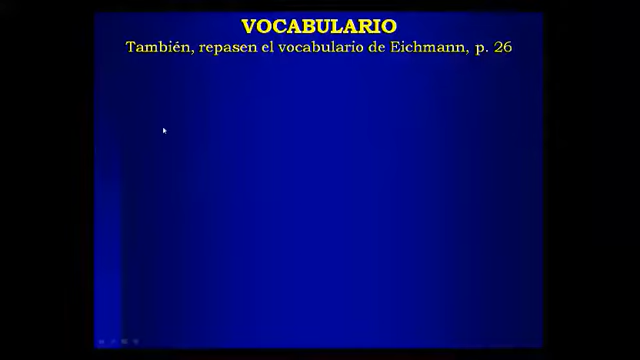 VOCABULARIO
También, repasen el vocabulario de Eichmann, p. 26